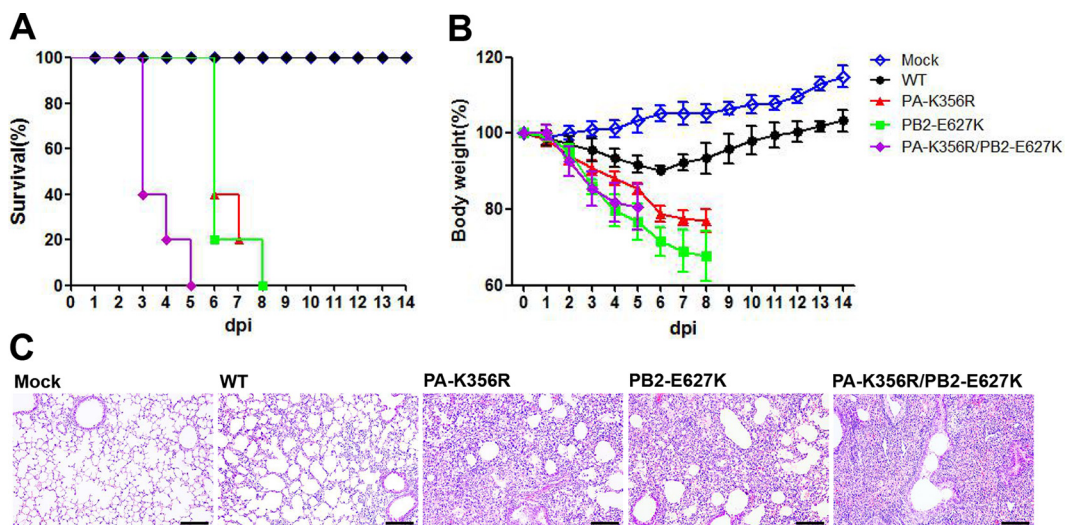 A
Survival(%)
100
80
60
40
20
0
0 1 2 3 4 5 6 7 8 9 10 11 12 13 14
dpi
B
Body weight(%)
120
100
80
60
0 1 2 3 4 5 6 7 8 9 10 11 12 13 14
dpi
Mock
WT
PA-K356R
PB2-E627K
PA-K356R/PB2-E627K
C
Mock WT PA-K356R PB2-E627K PA-K356R/PB2-E627K